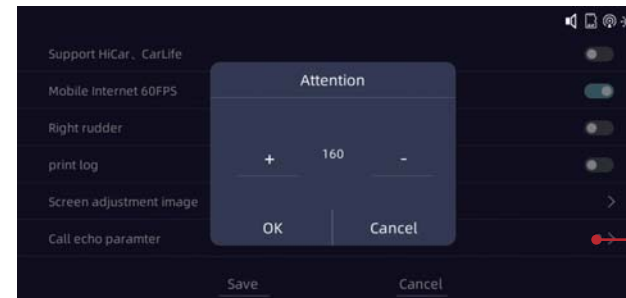 Support HiCar、CarLife
Attention
Mobile Internet 60FPS
Right rudder
+ 160 -
print log
Screen adjustment image
OK Cancel
Call echo paramter
Save Cancel